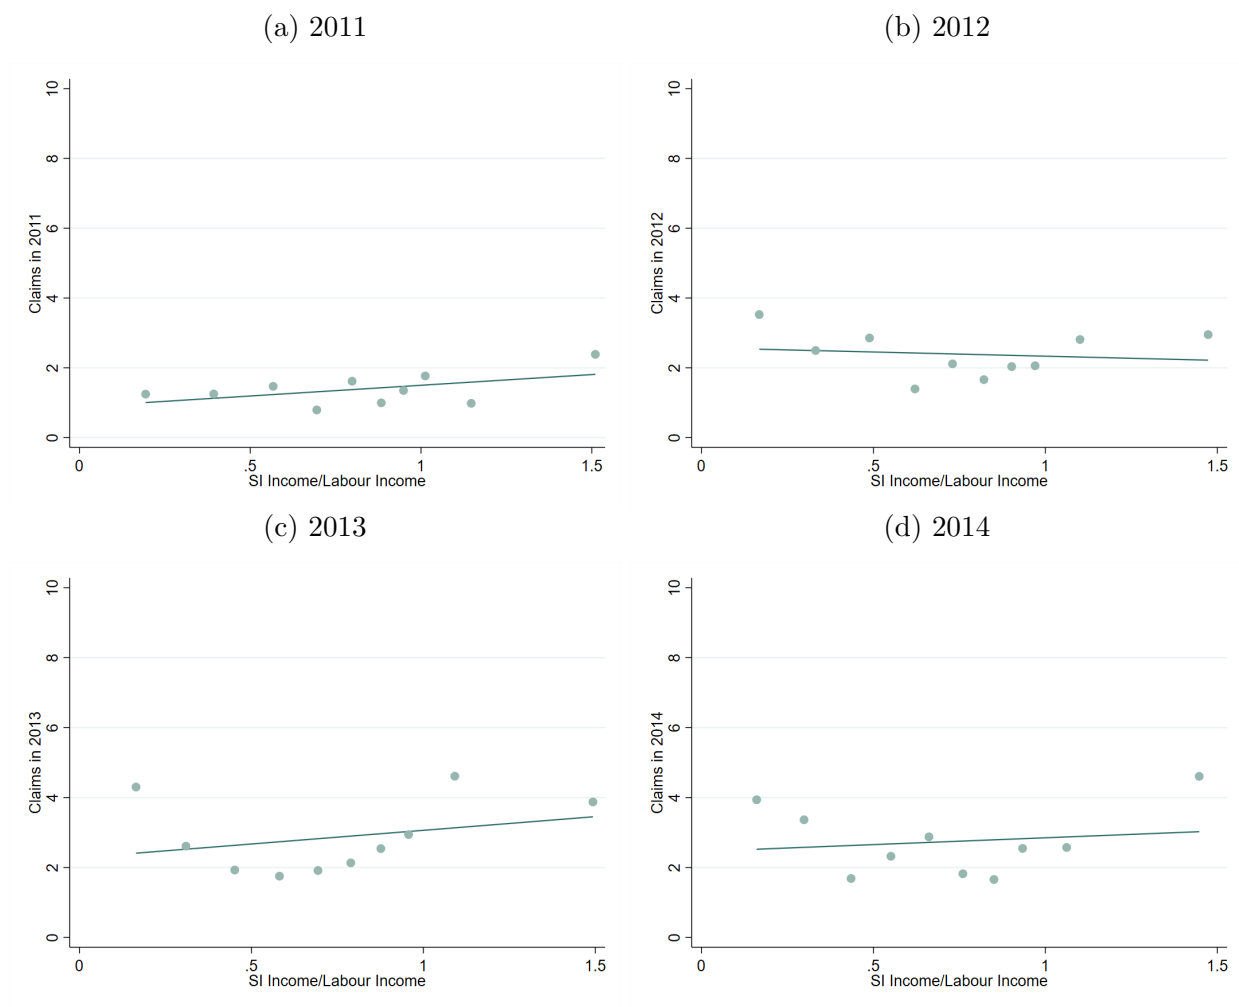 (a) 2011
Claims in 2011
10
8
6
4
2
0
0 .5 1 1.5
SI Income/Labour Income
(b) 2012
Claims in 2012
10
8
6
4
2
0
0 .5 1 1.5
SI Income/Labour Income
(c) 2013
Claims in 2013
10
8
6
4
2
0
0 .5 1 1.5
SI Income/Labour Income
(d) 2014
Claims in 2014
10
8
6
4
2
0
0 .5 1 1.5
SI Income/Labour Income